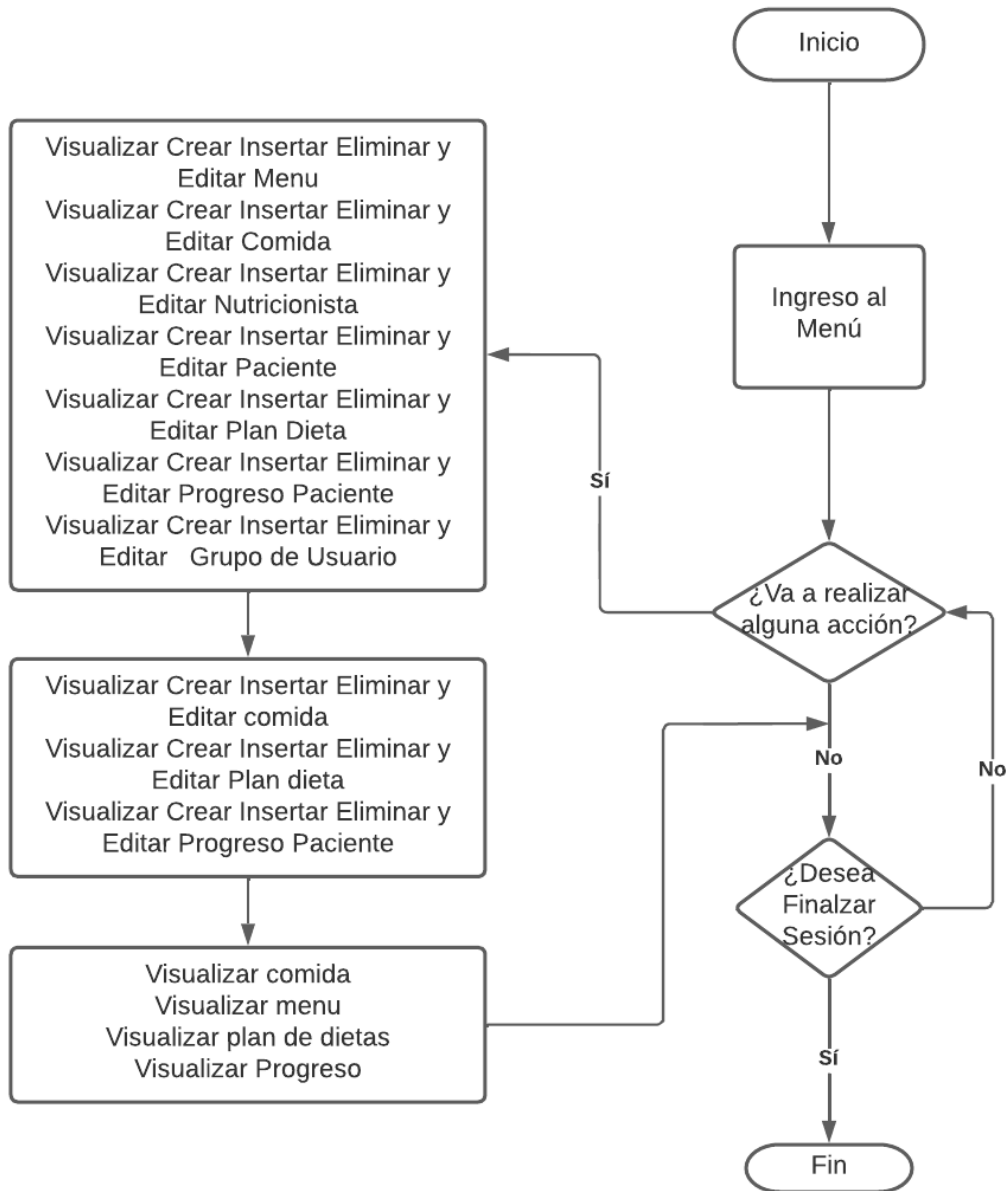 Inicio
Ingreso al
Menú
¿Va a realizar
alguna acción?
Sí
Visualizar Crear Insertar Eliminar y
Editar Menu
Visualizar Crear Insertar Eliminar y
Editar Comida
Visualizar Crear Insertar Eliminar y
Editar Nutricionista
Visualizar Crear Insertar Eliminar y
Editar Paciente
Visualizar Crear Insertar Eliminar y
Editar Plan Dieta
Visualizar Crear Insertar Eliminar y
Editar Progreso Paciente
Visualizar Crear Insertar Eliminar y
Editar   Grupo de Usuario
Visualizar Crear Insertar Eliminar y
Editar comida
Visualizar Crear Insertar Eliminar y
Editar Plan dieta
Visualizar Crear Insertar Eliminar y
Editar Progreso Paciente
Visualizar comida
Visualizar menu
Visualizar plan de dietas
Visualizar Progreso
No
¿Desea
Finalzar
Sesión?
No
Sí
Fin